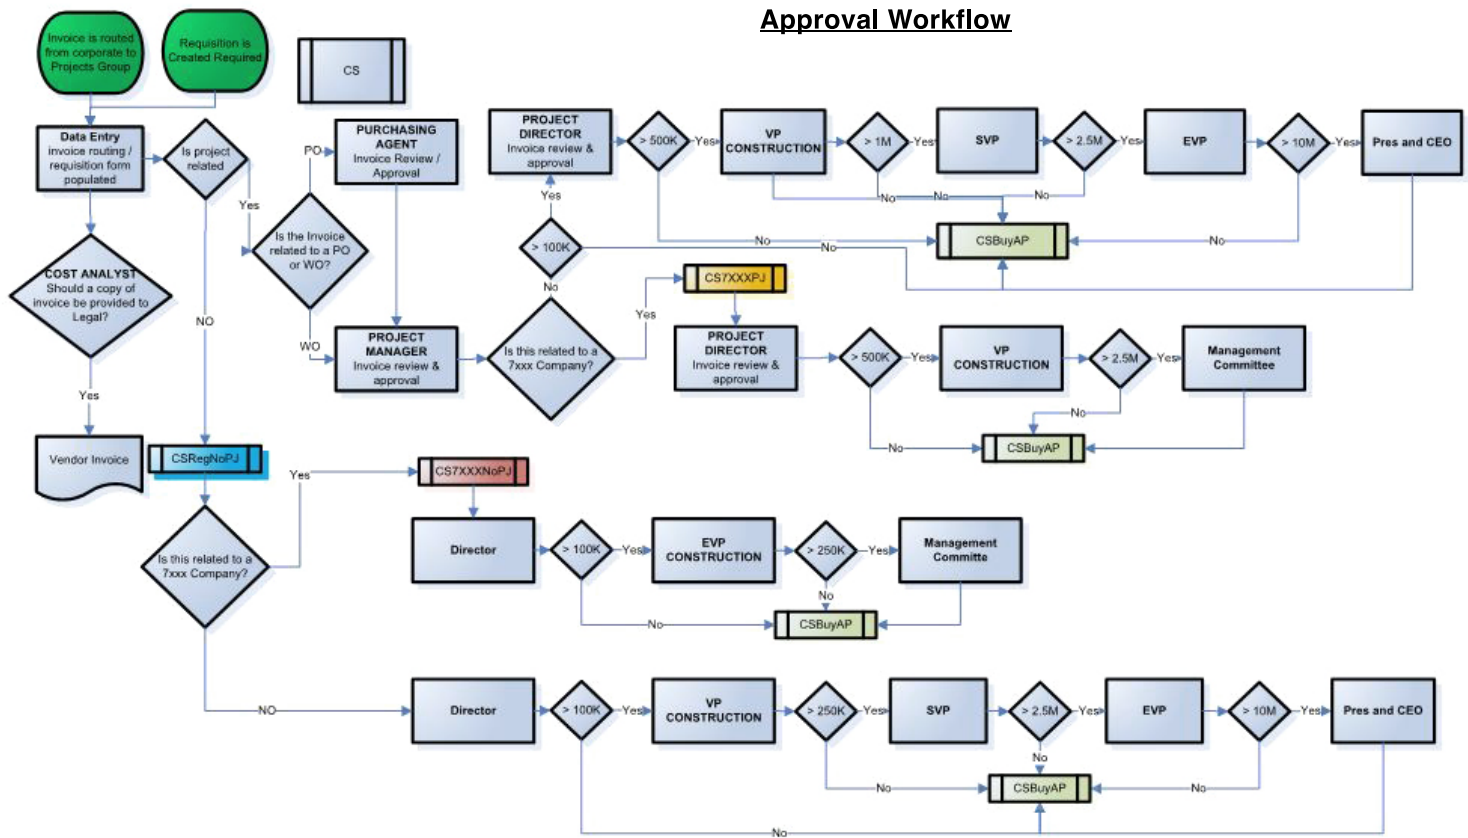 Approval Workflow
Invoice is routed
from corporate to
Projects Group
Requisition is
Created Required
CS
Data Entry
invoice routing /
requisition form
populated
Is project
related
Yes
NO
PO
WO
Is the Invoice
related to a PO
or WO?
PURCHASING
AGENT
Invoice Review /
Approval
PROJECT
MANAGER
Invoice review &
approval
COST ANALYST
Should a copy of
invoice be provided to
Legal?
Yes
Vendor Invoice
Is this related to a
7xxx Company?
No
Yes
> 100K
Yes
No
PROJECT
DIRECTOR
Invoice review &
approval
> 500K
Yes
No
VP
CONSTRUCTION
No
> 1M
Yes
No
SVP
> 2.5M
Yes
No
EVP
> 10M
Yes
No
Pres and CEO
CSBuyAP
CS7XXXPJ
PROJECT
DIRECTOR
Invoice review &
approval
> 500K
Yes
No
VP
CONSTRUCTION
> 2.5M
Yes
No
Management
Committee
CSBuyAP
CSRegNoPJ
Is this related to a
7xxx Company?
Yes
NO
CS7XXXNoPJ
Director
> 100K
Yes
No
EVP
CONSTRUCTION
> 250K
Yes
No
Management
Committe
CSBuyAP
Director
> 100K
Yes
No
VP
CONSTRUCTION
> 250K
Yes
No
SVP
> 2.5M
Yes
No
EVP
> 10M
Yes
No
Pres and CEO
CSBuyAP